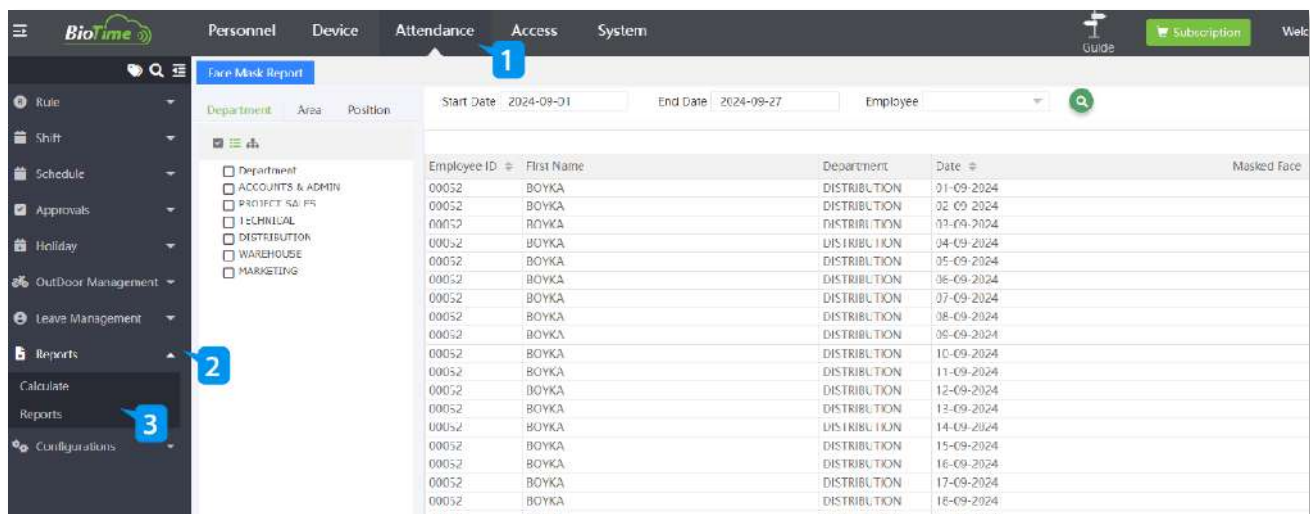 BioTime Personnel Device Attendance Access System Guide Subscription Welc
1
Face Mask Report
Rule
Shift
Schedule
Approvals
Holiday
OutDoor Management
Leave Management
Reports
2
Calculate
Reports
3
Configurations
Department Area Position
Department
ACCOUNTS & ADMIN
PROJECT SALES
TECHNICAL
DISTRIBUTION
WAREHOUSE
MARKETING
Start Date 2024-09-01 End Date 2024-09-27 Employee
Employee ID First Name Department Date Masked Face
00052 BOYKA DISTRIBUTION 01-09-2024
00052 BOYKA DISTRIBUTION 02-09-2024
00052 BOYKA DISTRIBUTION 03-09-2024
00052 BOYKA DISTRIBUTION 04-09-2024
00052 BOYKA DISTRIBUTION 05-09-2024
00052 BOYKA DISTRIBUTION 06-09-2024
00052 BOYKA DISTRIBUTION 07-09-2024
00052 BOYKA DISTRIBUTION 08-09-2024
00052 BOYKA DISTRIBUTION 09-09-2024
00052 BOYKA DISTRIBUTION 10-09-2024
00052 BOYKA DISTRIBUTION 11-09-2024
00052 BOYKA DISTRIBUTION 12-09-2024
00052 BOYKA DISTRIBUTION 13-09-2024
00052 BOYKA DISTRIBUTION 14-09-2024
00052 BOYKA DISTRIBUTION 15-09-2024
00052 BOYKA DISTRIBUTION 16-09-2024
00052 BOYKA DISTRIBUTION 17-09-2024
00052 BOYKA DISTRIBUTION 18-09-2024